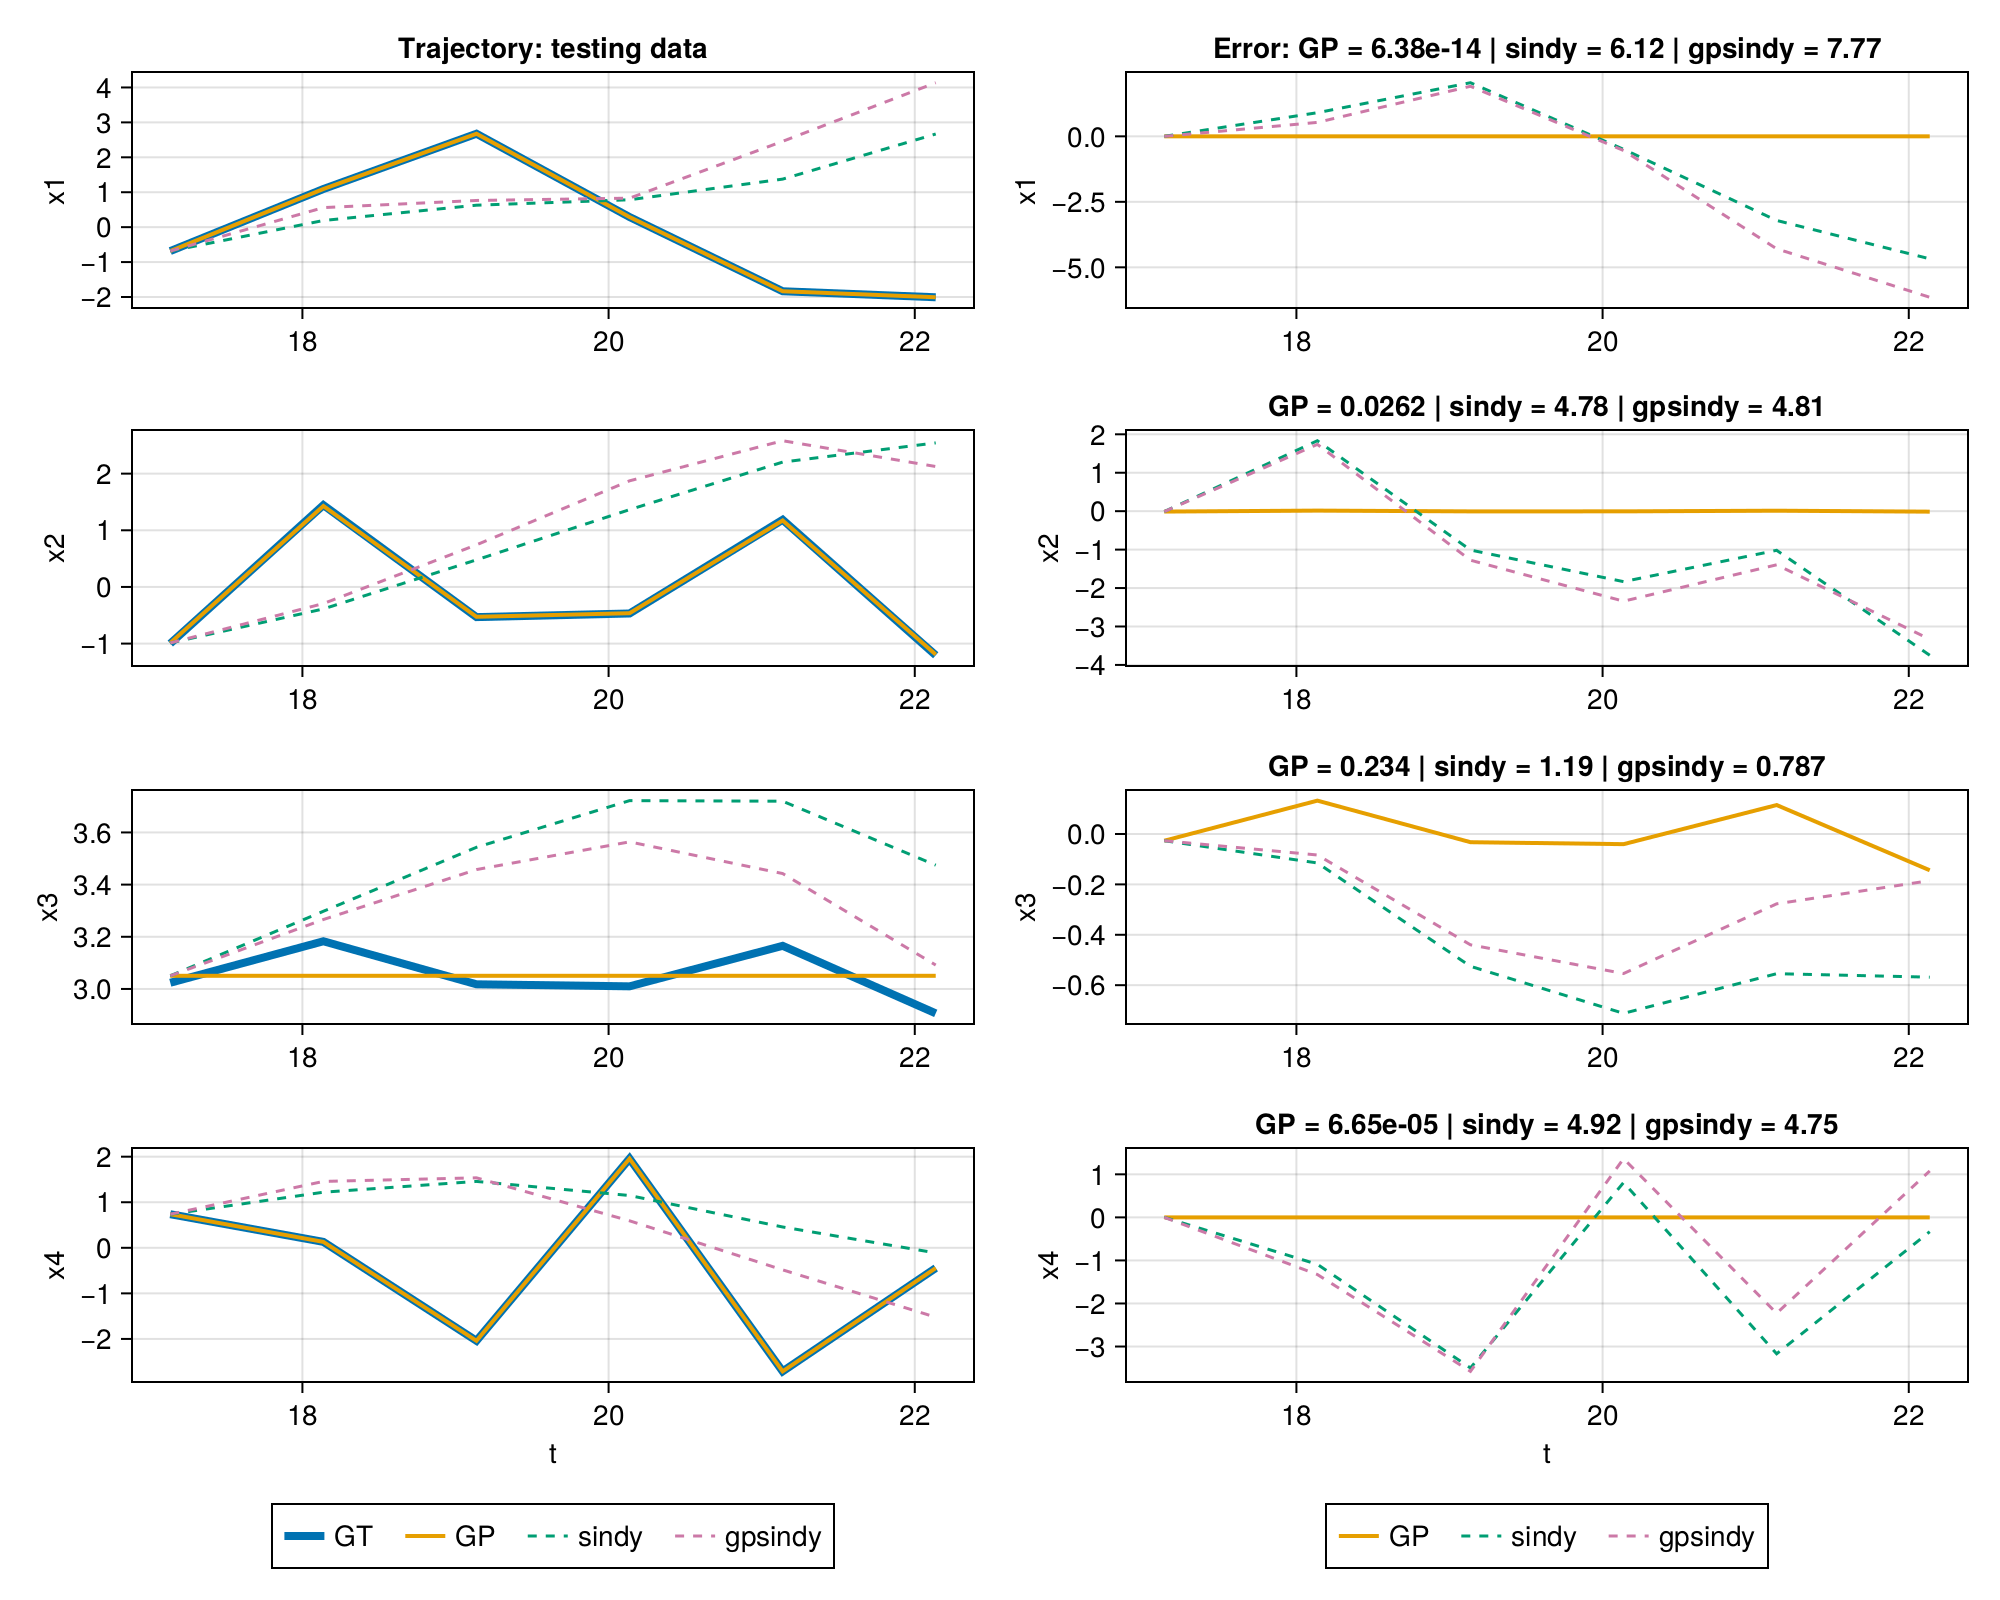 Trajectory: testing data
4
3
2
1
0
−1
−2
x1
18 20 22
Error: GP = 6.38e-14 | sindy = 6.12 | gpsindy = 7.77
0.0
−2.5
−5.0
x1
18 20 22
2
1
0
−1
x2
18 20 22
GP = 0.0262 | sindy = 4.78 | gpsindy = 4.81
2
1
0
−1
−2
−3
−4
x2
18 20 22
3.6
3.4
3.2
3.0
x3
18 20 22
GP = 0.234 | sindy = 1.19 | gpsindy = 0.787
0.0
−0.2
−0.4
−0.6
x3
18 20 22
2
1
0
−1
−2
x4
18 20 22
t
GP = 6.65e-05 | sindy = 4.92 | gpsindy = 4.75
1
0
−1
−2
−3
x4
18 20 22
t
GT GP sindy gpsindy
GP sindy gpsindy